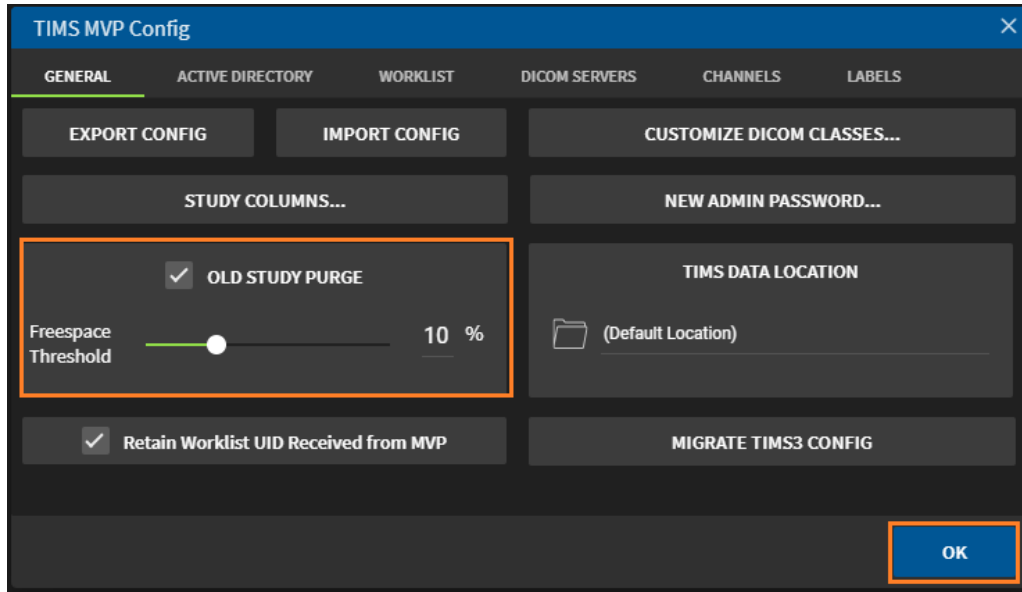 TIMS MVP Config
GENERAL ACTIVE DIRECTORY WORKLIST DICOM SERVERS CHANNELS LABELS
EXPORT CONFIG IMPORT CONFIG CUSTOMIZE DICOM CLASSES...
STUDY COLUMNS... NEW ADMIN PASSWORD...
OLD STUDY PURGE
Freespace
Threshold
10 %
TIMS DATA LOCATION
(Default Location)
Retain Worklist UID Received from MVP MIGRATE TIMS3 CONFIG
OK